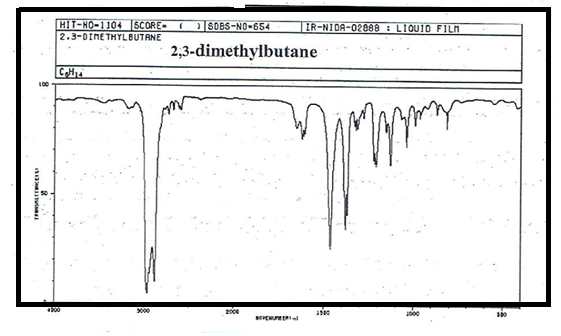 HIT-NO=1104 |SCORE= ( )|SDBS-NO=654 |IR-NIDA-02888 : LIQUID FILM
2,3-DIMETHYLBUTANE
2,3-dimethylbutane
C6H14
100
50
0
4000 3000 2000 1500 1000 500